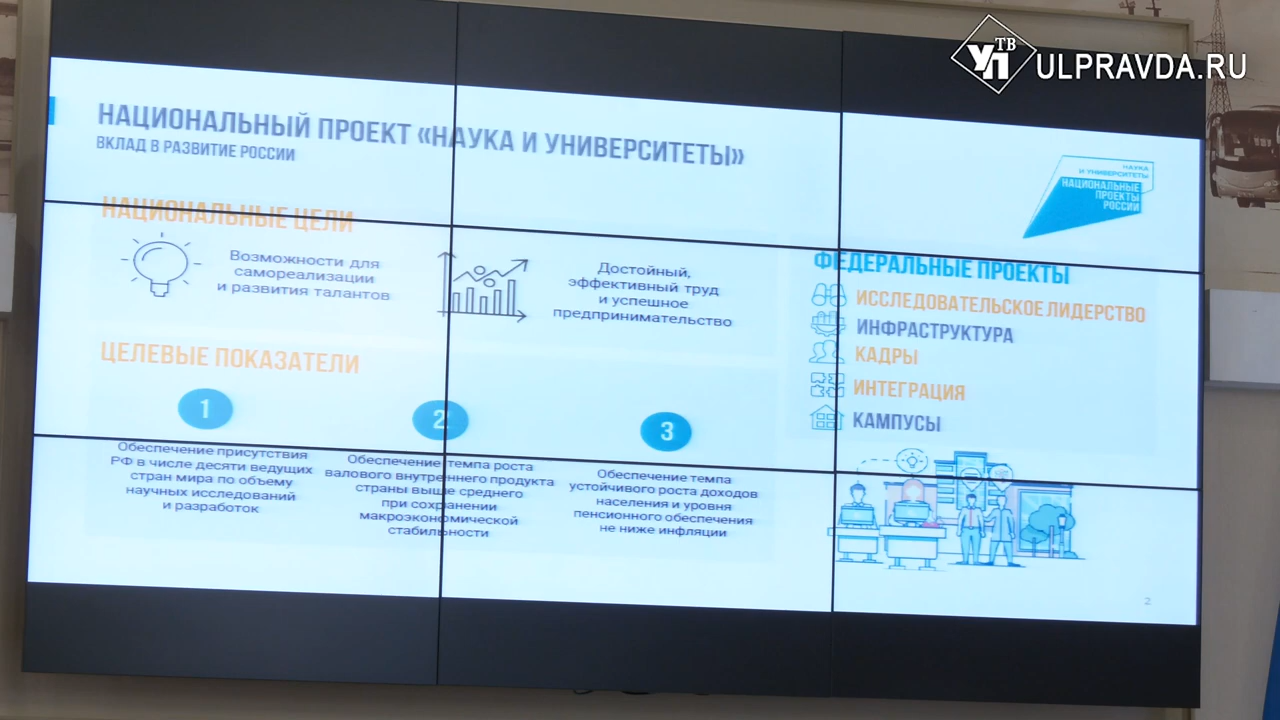 УП ТВ
ULPRAVDA.RU
НАЦИОНАЛЬНЫЙ ПРОЕКТ «НАУКА И УНИВЕРСИТЕТЫ»
ВКЛАД В РАЗВИТИЕ РОССИИ
НАУКА
И УНИВЕРСИТЕТЫ
НАЦИОНАЛЬНЫЕ
ПРОЕКТЫ
РОССИИ
НАЦИОНАЛЬНЫЕ ЦЕЛИ
Возможности для
самореализации
и развития талантов
Достойный,
эффективный труд
и успешное
предпринимательство
ЦЕЛЕВЫЕ ПОКАЗАТЕЛИ
1
Обеспечение присутствия
РФ в числе десяти ведущих
стран мира по объему
научных исследований
и разработок
2
Обеспечение темпа роста
валового внутреннего продукта
страны выше среднего
при сохранении
макроэкономической
стабильности
3
Обеспечение темпа
устойчивого роста доходов
населения и уровня
пенсионного обеспечения
не ниже инфляции
ФЕДЕРАЛЬНЫЕ ПРОЕКТЫ
ИССЛЕДОВАТЕЛЬСКОЕ ЛИДЕРСТВО
ИНФРАСТРУКТУРА
КАДРЫ
ИНТЕГРАЦИЯ
КАМПУСЫ
2